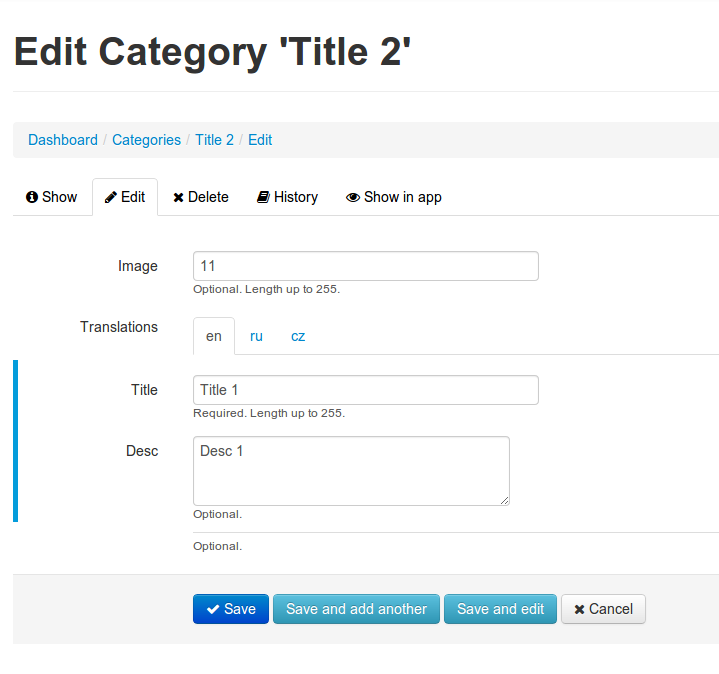 Edit Category 'Title 2'
Dashboard / Categories / Title 2 / Edit
Show Edit Delete History Show in app
Image 11
Optional. Length up to 255.
Translations en ru cz
Title Title 1
Required. Length up to 255.
Desc Desc 1
Optional.
Optional.
Save Save and add another Save and edit Cancel